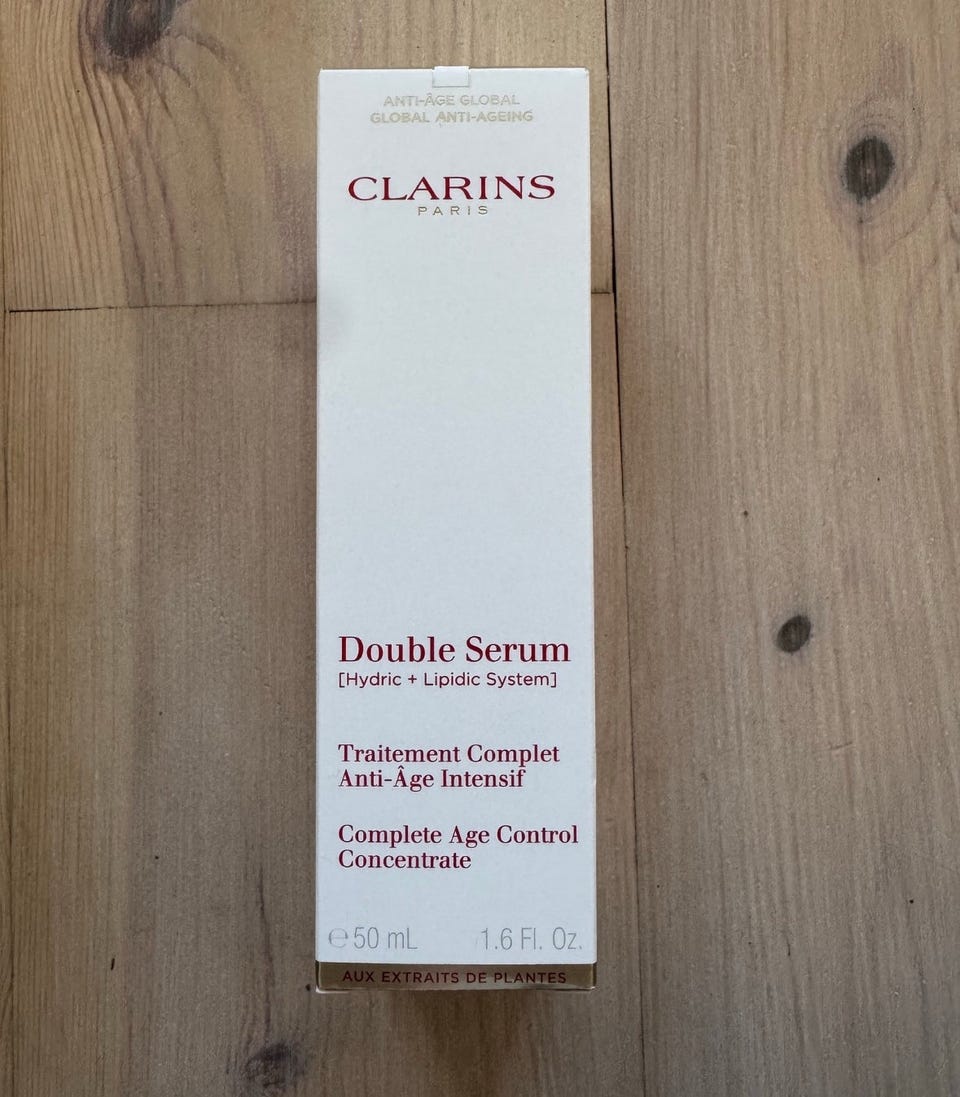 ANTI-ÂGE GLOBAL
GLOBAL ANTI-AGEING
CLARINS
PARIS
Double Serum
[Hydric + Lipidic System]
Traitement Complet
Anti-Âge Intensif
Complete Age Control
Concentrate
℮ 50 mL 1.6 Fl. Oz.
AUX EXTRAITS DE PLANTES